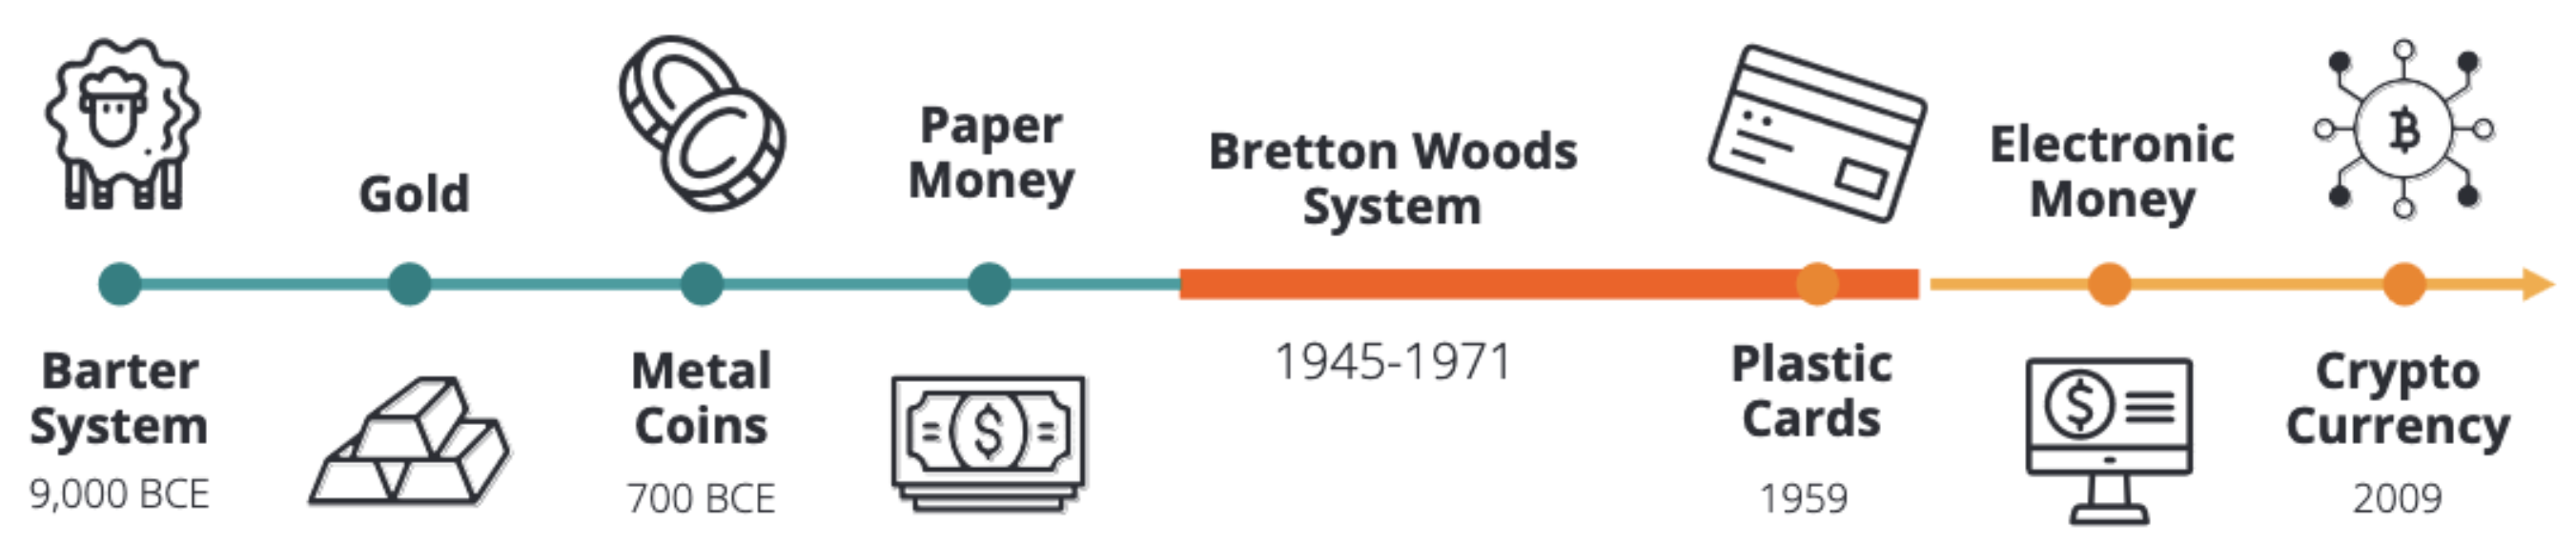 Barter
System
9,000 BCE
Gold
Metal
Coins
700 BCE
Paper
Money
$
Bretton Woods
System
1945-1971
Plastic
Cards
1959
Electronic
Money
$
₿
Crypto
Currency
2009